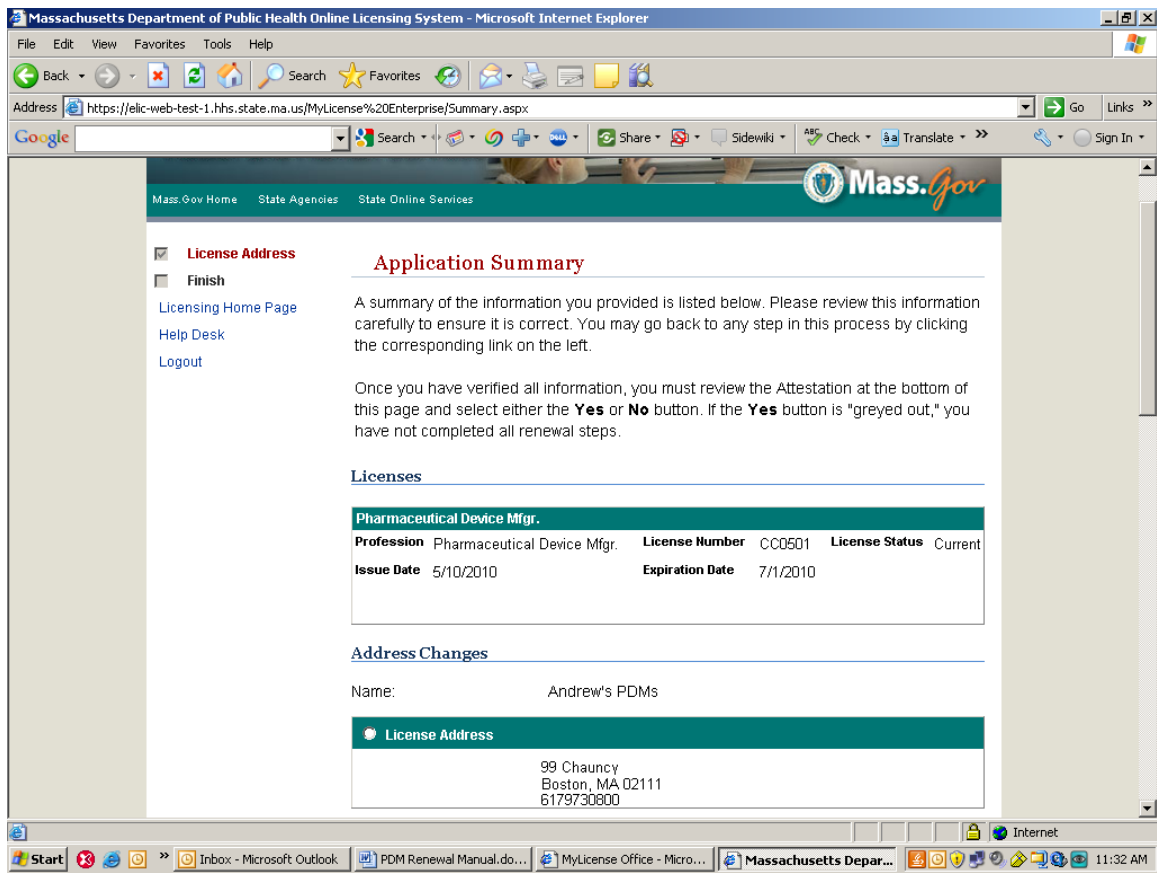 Massachusetts Department of Public Health Online Licensing System - Microsoft Internet Explorer
File Edit View Favorites Tools Help
Back Search Favorites
Address https://elic-web-test-1.hhs.state.ma.us/MyLicense%20Enterprise/Summary.aspx Go Links »
Google Search Share Sidewiki ABC Check âa Translate » Sign In
Mass.Gov Home State Agencies State Online Services Mass.Gov
License Address
Finish
Licensing Home Page
Help Desk
Logout
Application Summary
A summary of the information you provided is listed below. Please review this information
carefully to ensure it is correct. You may go back to any step in this process by clicking
the corresponding link on the left.
Once you have verified all information, you must review the Attestation at the bottom of
this page and select either the Yes or No button. If the Yes button is "greyed out," you
have not completed all renewal steps.
Licenses
Pharmaceutical Device Mfgr.
Profession Pharmaceutical Device Mfgr. License Number CC0501 License Status Current
Issue Date 5/10/2010 Expiration Date 7/1/2010
Address Changes
Name: Andrew's PDMs
License Address
99 Chauncy
Boston, MA 02111
6179730800
Internet
Start » Inbox - Microsoft Outlook PDM Renewal Manual.do... MyLicense Office - Micro... Massachusetts Depar... 11:32 AM